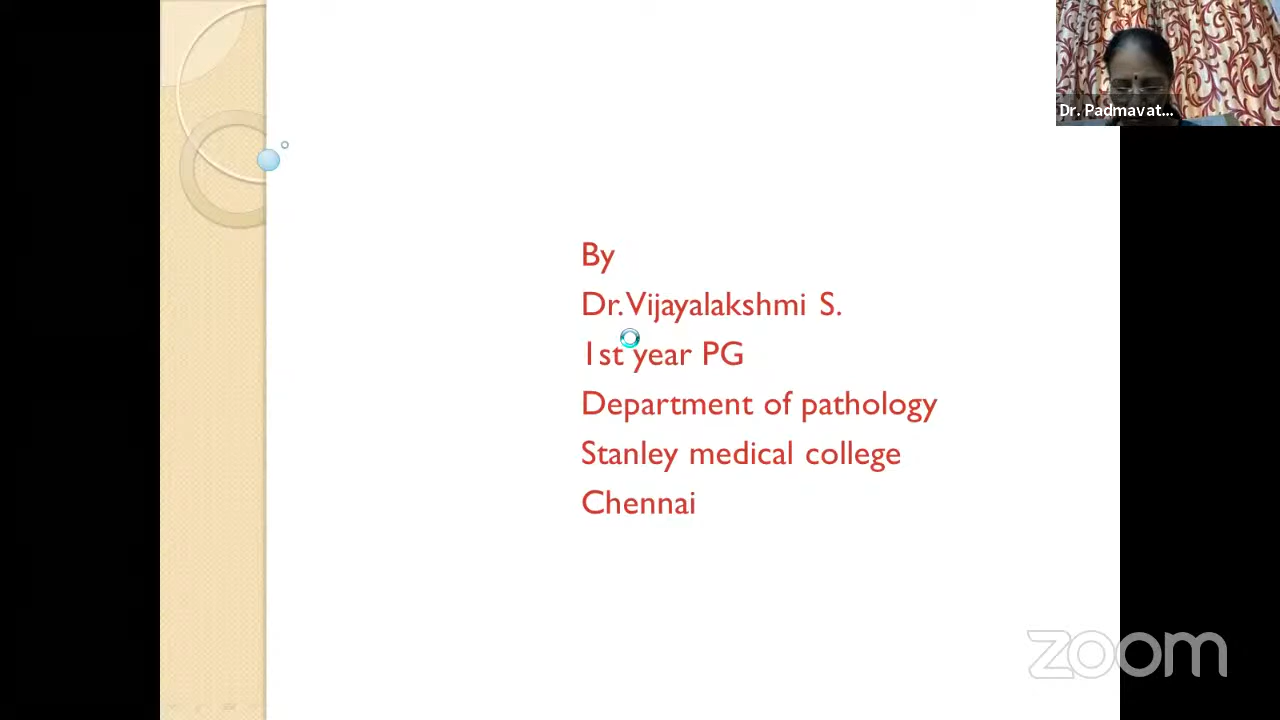 Dr. Padmavat...
By
Dr. Vijayalakshmi S.
1st year PG
Department of pathology
Stanley medical college
Chennai
zoom